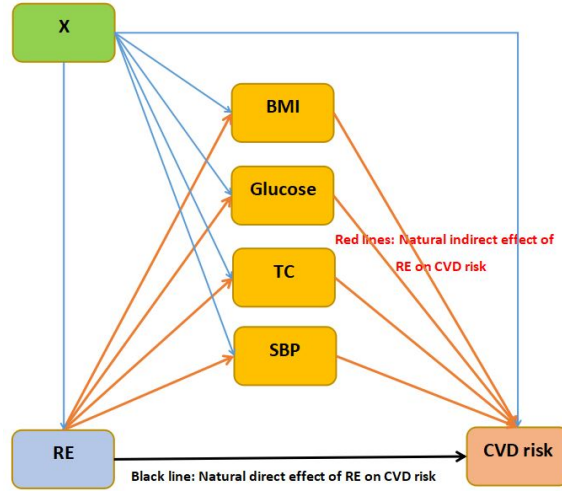 X
BMI
Glucose
Red lines: Natural indirect effect of
RE on CVD risk
TC
SBP
RE
CVD risk
Black line: Natural direct effect of RE on CVD risk